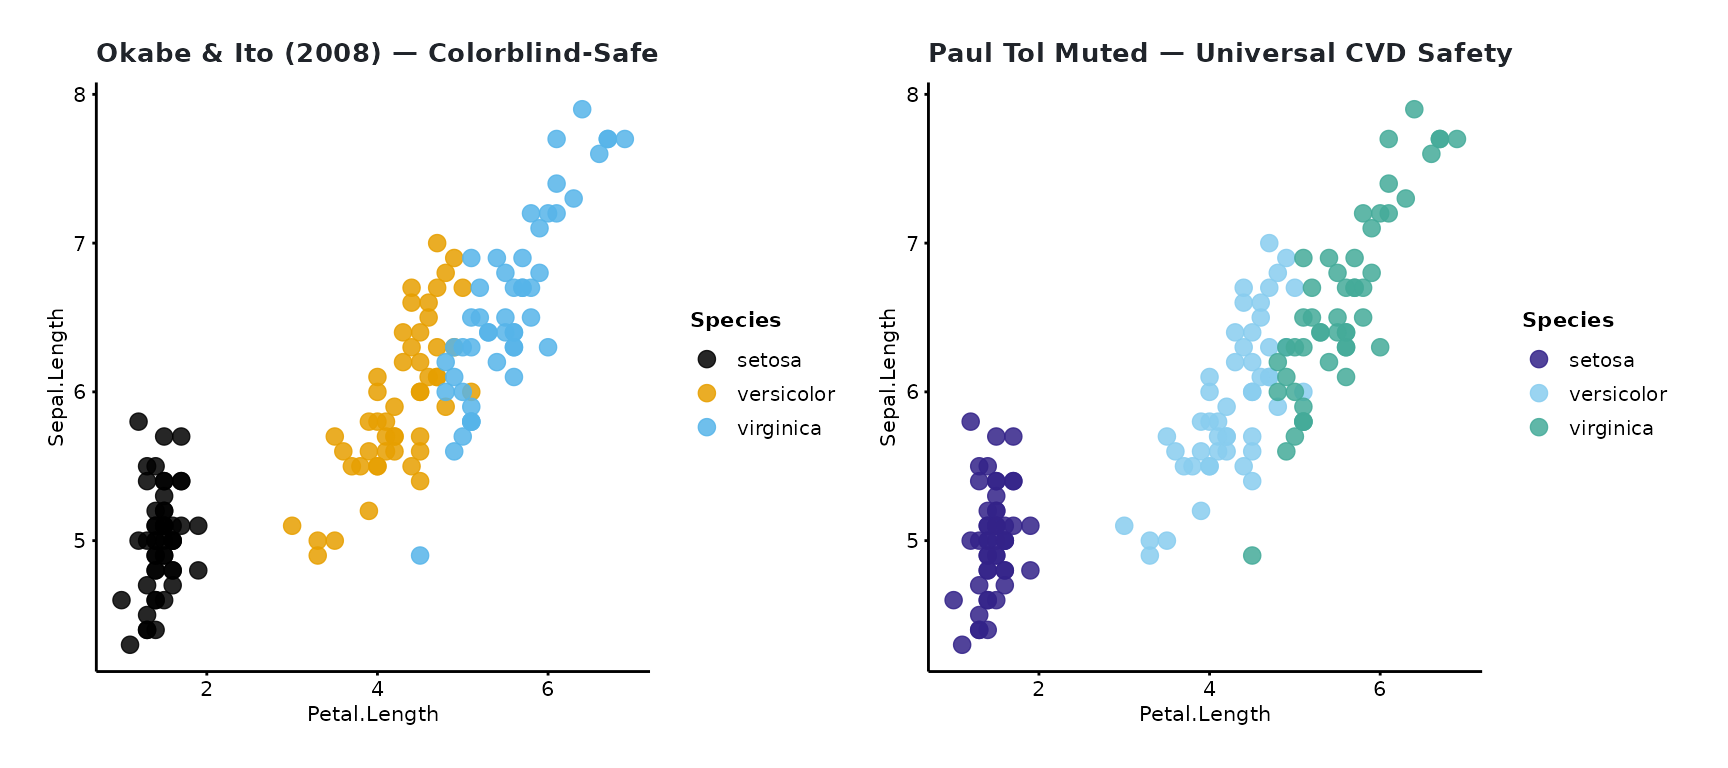 Okabe & Ito (2008) — Colorblind-Safe
8
7
6
5
Sepal.Length
2
4
6
Petal.Length
Species
setosa
versicolor
virginica
Paul Tol Muted — Universal CVD Safety
8
7
6
5
Sepal.Length
2
4
6
Petal.Length
Species
setosa
versicolor
virginica